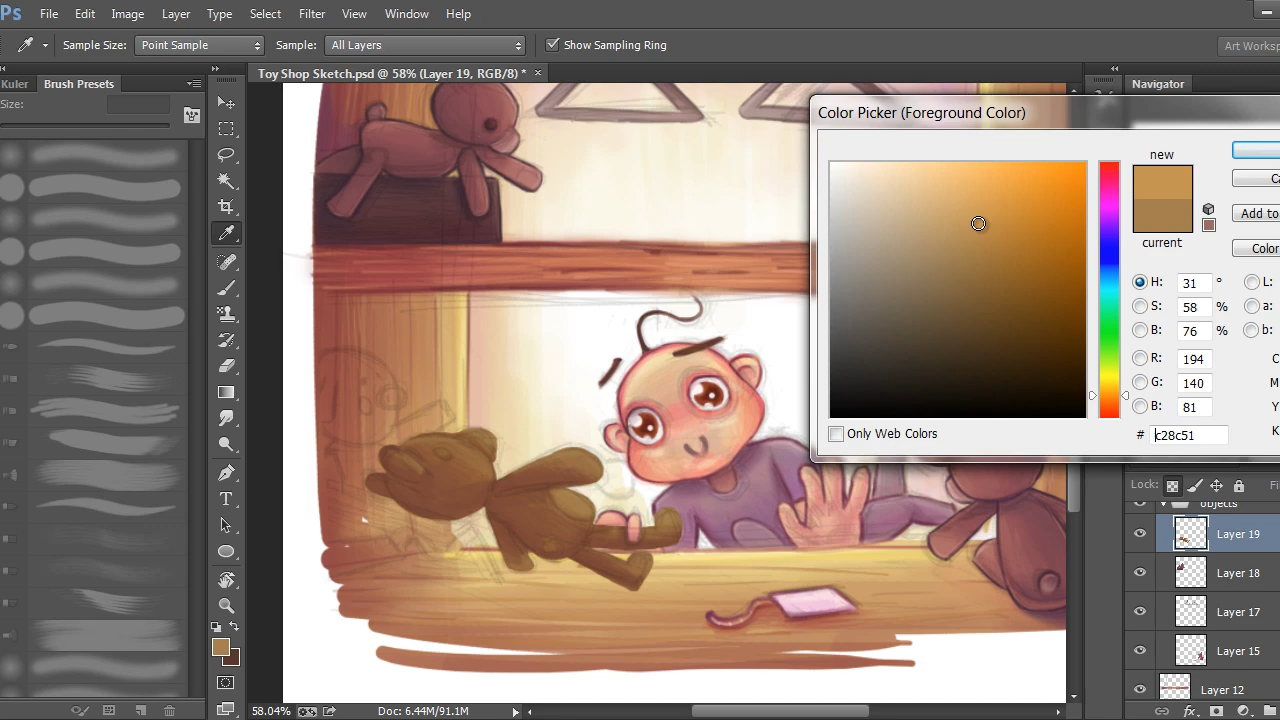 Ps File Edit Image Layer Type Select Filter View Window Help
Sample Size: Point Sample Sample: All Layers Show Sampling Ring Art Worksp
Kuler Brush Presets
Toy Shop Sketch.psd @ 58% (Layer 19, RGB/8) * ×
Navigator
Size:
Color Picker (Foreground Color)
new
current
Ca
Add to
Color
H: 31 ° L:
S: 58 % a:
B: 76 % b:
R: 194 C
G: 140 M
B: 81 Y
# c28c51 K
Only Web Colors
Lock: Fi
objects
Layer 19
Layer 18
Layer 17
Layer 15
Layer 12
58.04% Doc: 6.44M/91.1M
fx